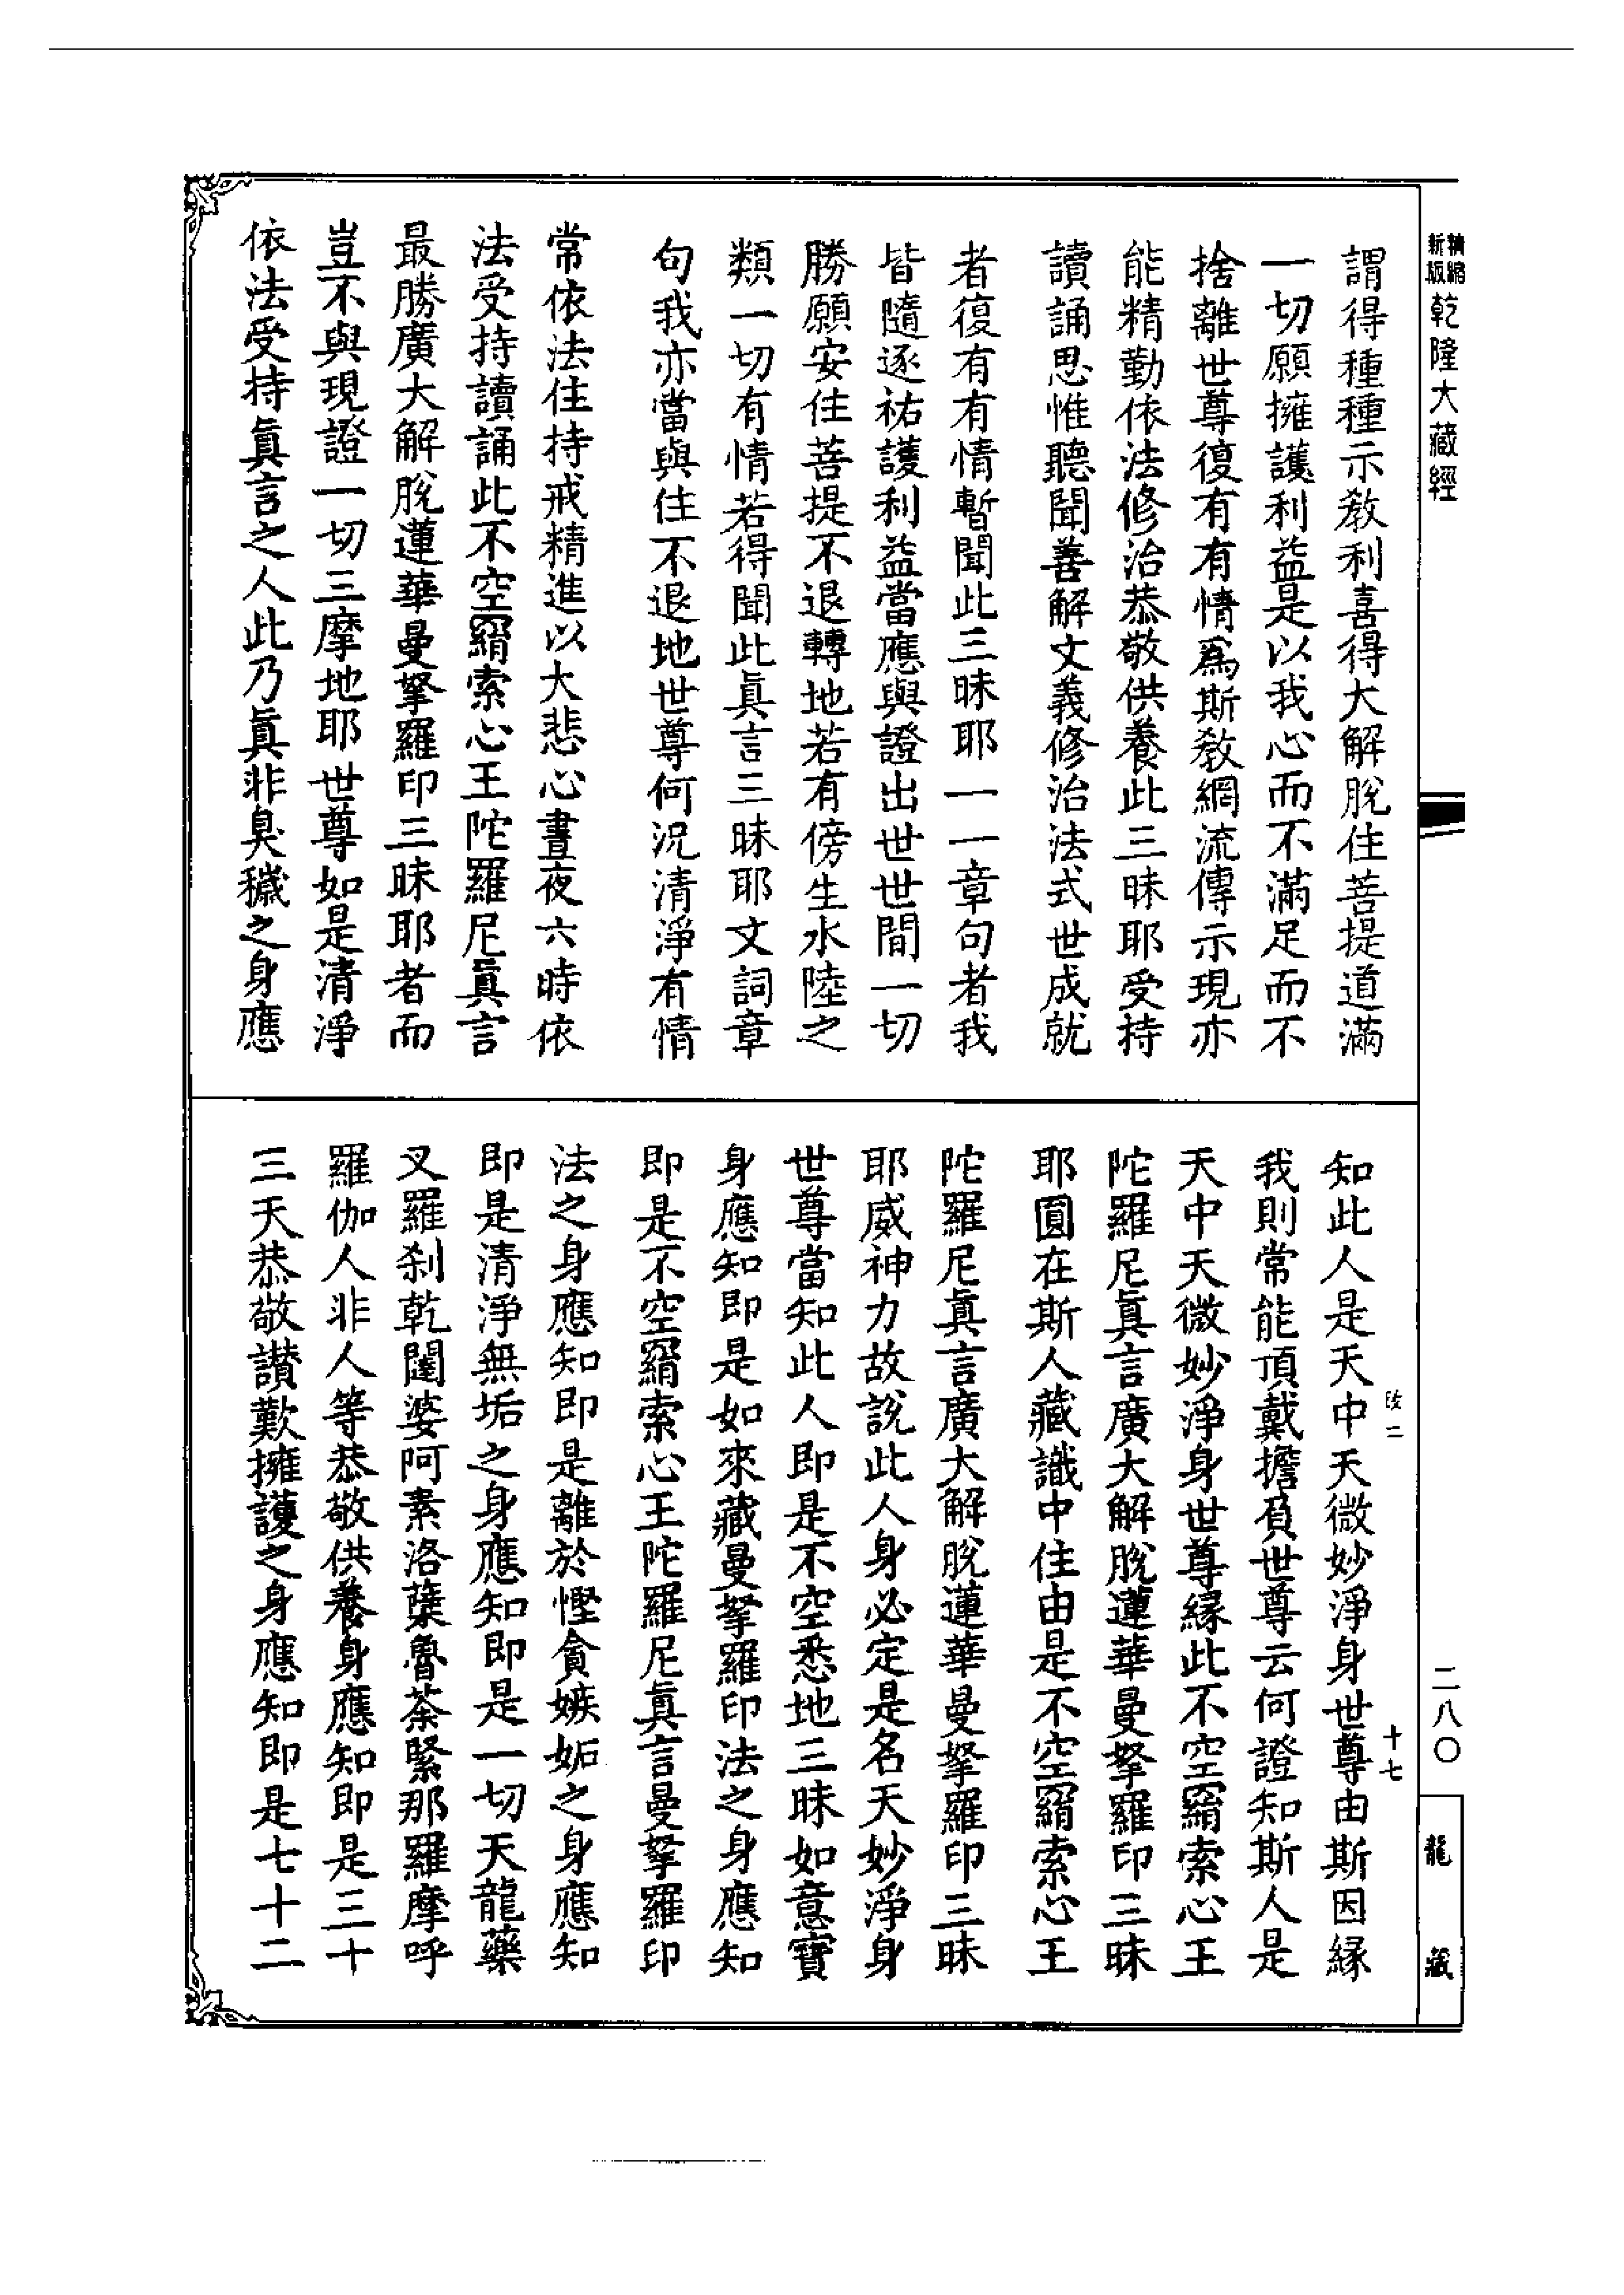 精縮新版乾隆大藏經
謂得種種示教利喜得大解脫住菩提道滿
一切願擁護利益是以我心而不滿足而不
捨離世尊復有有情爲斯教網流傳示現亦
能精勤依法修治恭敬供養此三昧耶受持
讀誦思惟聽聞善解文義修治法式世成就
者復有有情暫聞此三昧耶一一章句者我
皆隨逐祐護利益當應與證出世世間一切
勝願安住菩提不退轉地若有傍生水陸之
類一切有情若得聞此眞言三昧耶文詞章
句我亦當與住不退地世尊何況清淨有情
常依法住持戒精進以大悲心晝夜六時依
法受持讀誦此不空羂索心王陀羅尼眞言
最勝廣大解脫蓮華曼拏羅印三昧耶者而
豈不與現證一切三摩地耶世尊如是清淨
依法受持眞言之人此乃眞非臭穢之身應
二八〇
龍藏
十七
知此人是天中天微妙淨身世尊由斯因緣
我則常能頂戴擔負世尊云何證知斯人是
天中天微妙淨身世尊緣此不空羂索心王
陀羅尼眞言廣大解脫蓮華曼拏羅印三昧
耶圓在斯人藏識中住由是不空羂索心王
陀羅尼眞言廣大解脫蓮華曼拏羅印三昧
耶威神力故說此人身必定是名天妙淨身
世尊當知此人即是不空悉地三昧如意寶
身應知即是如來藏曼拏羅印法之身應知
即是不空羂索心王陀羅尼眞言曼拏羅印
法之身應知即是離於慳貪嫉妬之身應知
即是清淨無垢之身應知即是一切天龍藥
叉羅刹乾闥婆阿素洛蘗魯荼緊那羅摩呼
羅伽人非人等恭敬供養身應知即是三十
三天恭敬讃歎擁護之身應知即是七十二